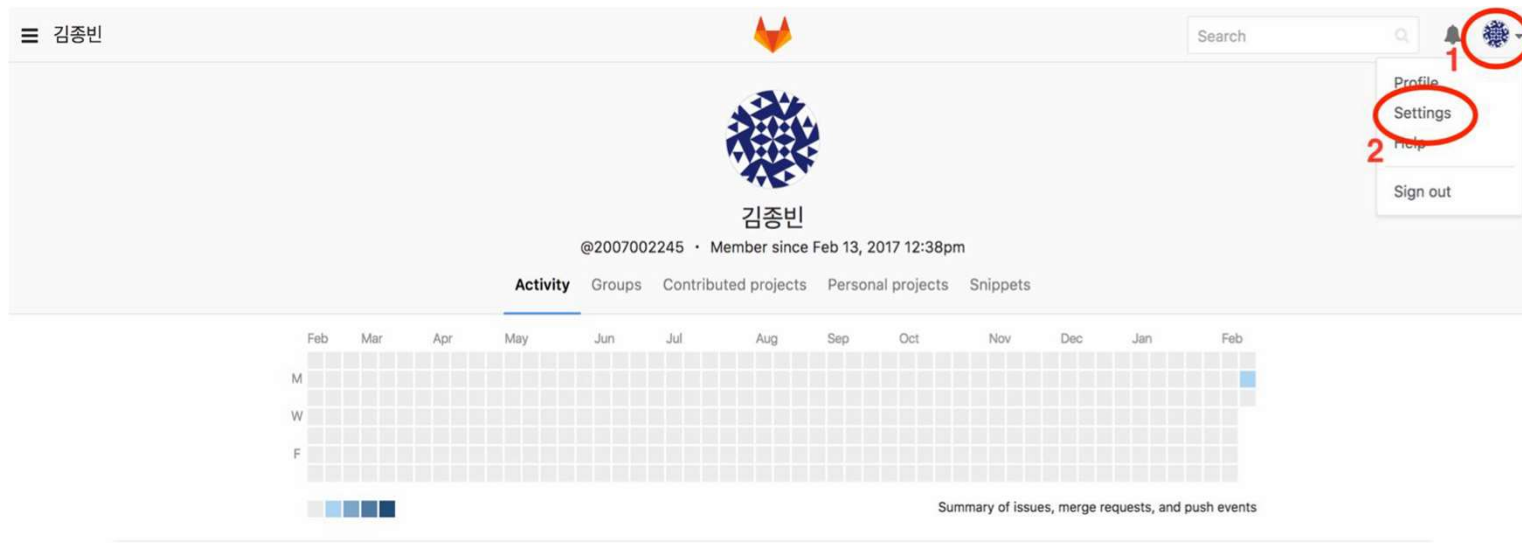 김종빈
Search
1
Profile
Settings
2
Help
Sign out
김종빈
@2007002245 · Member since Feb 13, 2017 12:38pm
Activity Groups Contributed projects Personal projects Snippets
Feb Mar Apr May Jun Jul Aug Sep Oct Nov Dec Jan Feb
M
W
F
Summary of issues, merge requests, and push events